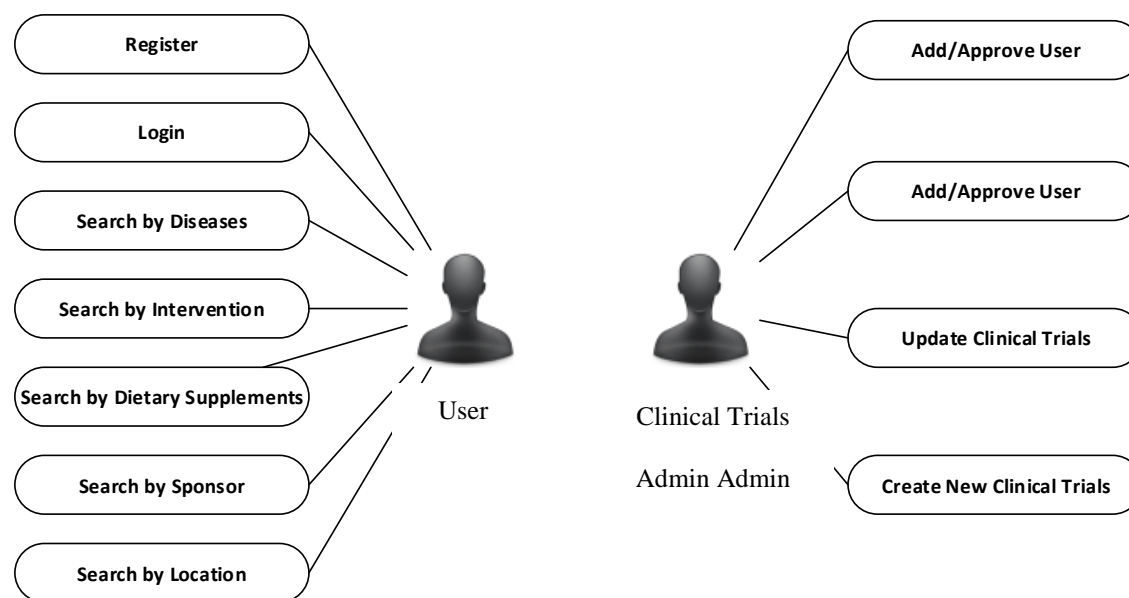 Register
Login
Search by Diseases
Search by Intervention
Search by Dietary Supplements
Search by Sponsor
Search by Location
User
Clinical Trials
Admin Admin
Add/Approve User
Add/Approve User
Update Clinical Trials
Create New Clinical Trials